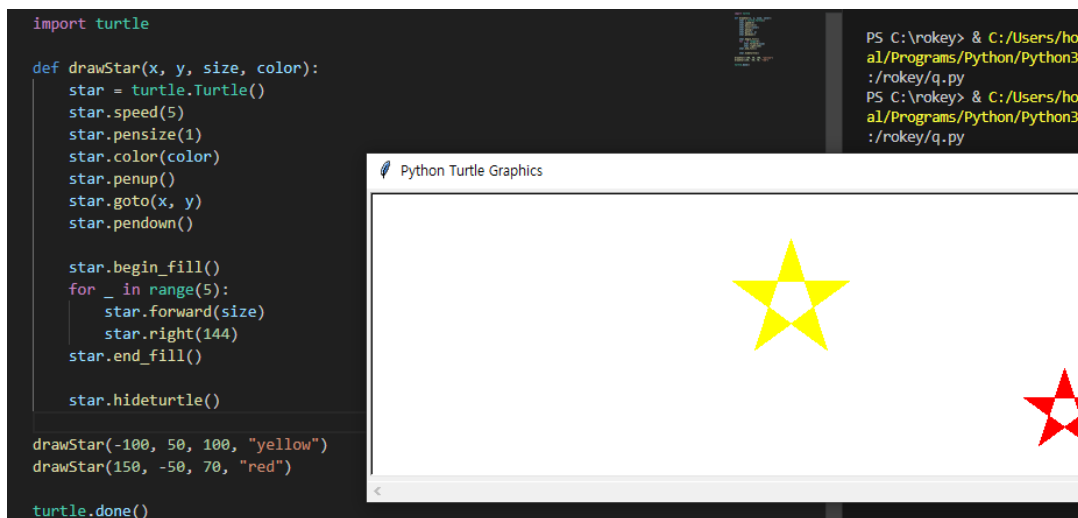 import turtle
def drawStar(x, y, size, color):
    star = turtle.Turtle()
    star.speed(5)
    star.pensize(1)
    star.color(color)
    star.penup()
    star.goto(x, y)
    star.pendown()
    star.begin_fill()
    for _ in range(5):
        star.forward(size)
        star.right(144)
    star.end_fill()
    star.hideturtle()
drawStar(-100, 50, 100, "yellow")
drawStar(150, -50, 70, "red")
turtle.done()
Python Turtle Graphics
PS C:\rokey> & C:/Users/ho
al/Programs/Python/Python3
:/rokey/q.py
PS C:\rokey> & C:/Users/ho
al/Programs/Python/Python3
:/rokey/q.py